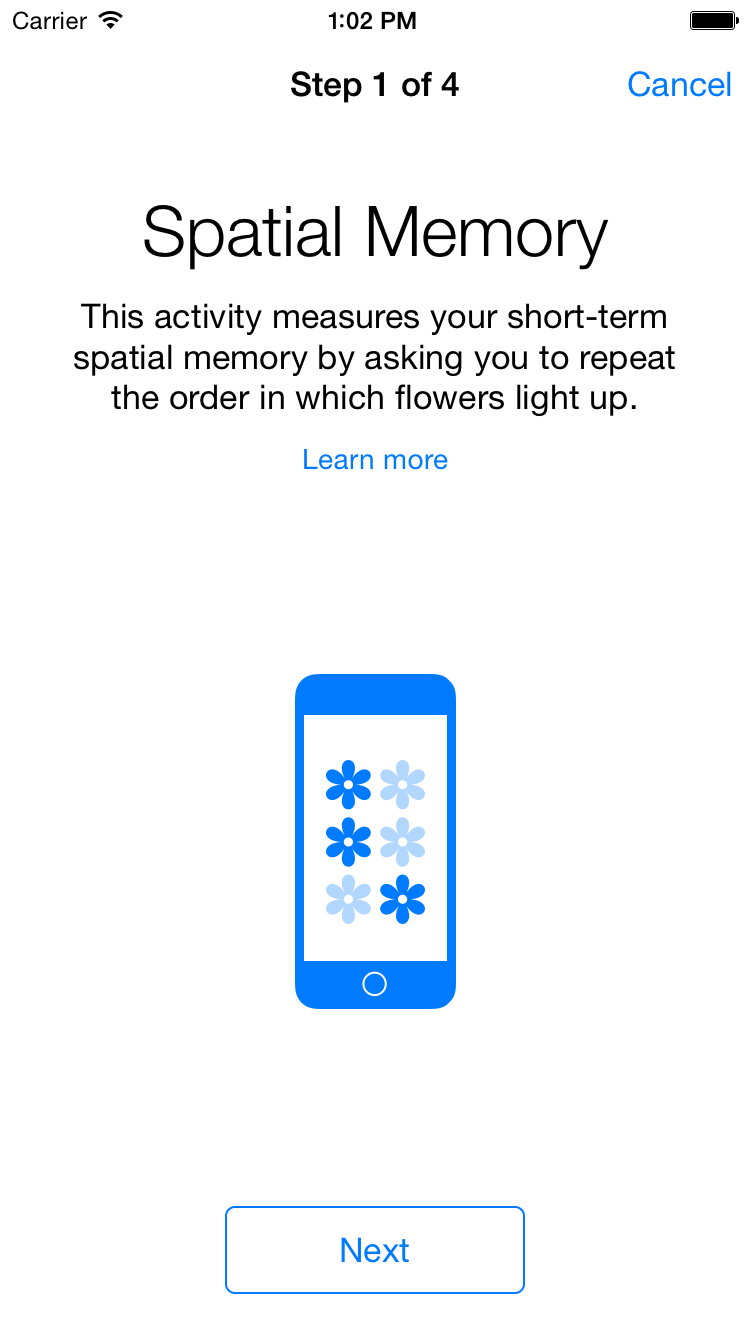 Carrier 1:02 PM
Step 1 of 4 Cancel
Spatial Memory
This activity measures your short-term
spatial memory by asking you to repeat
the order in which flowers light up.
Learn more
Next